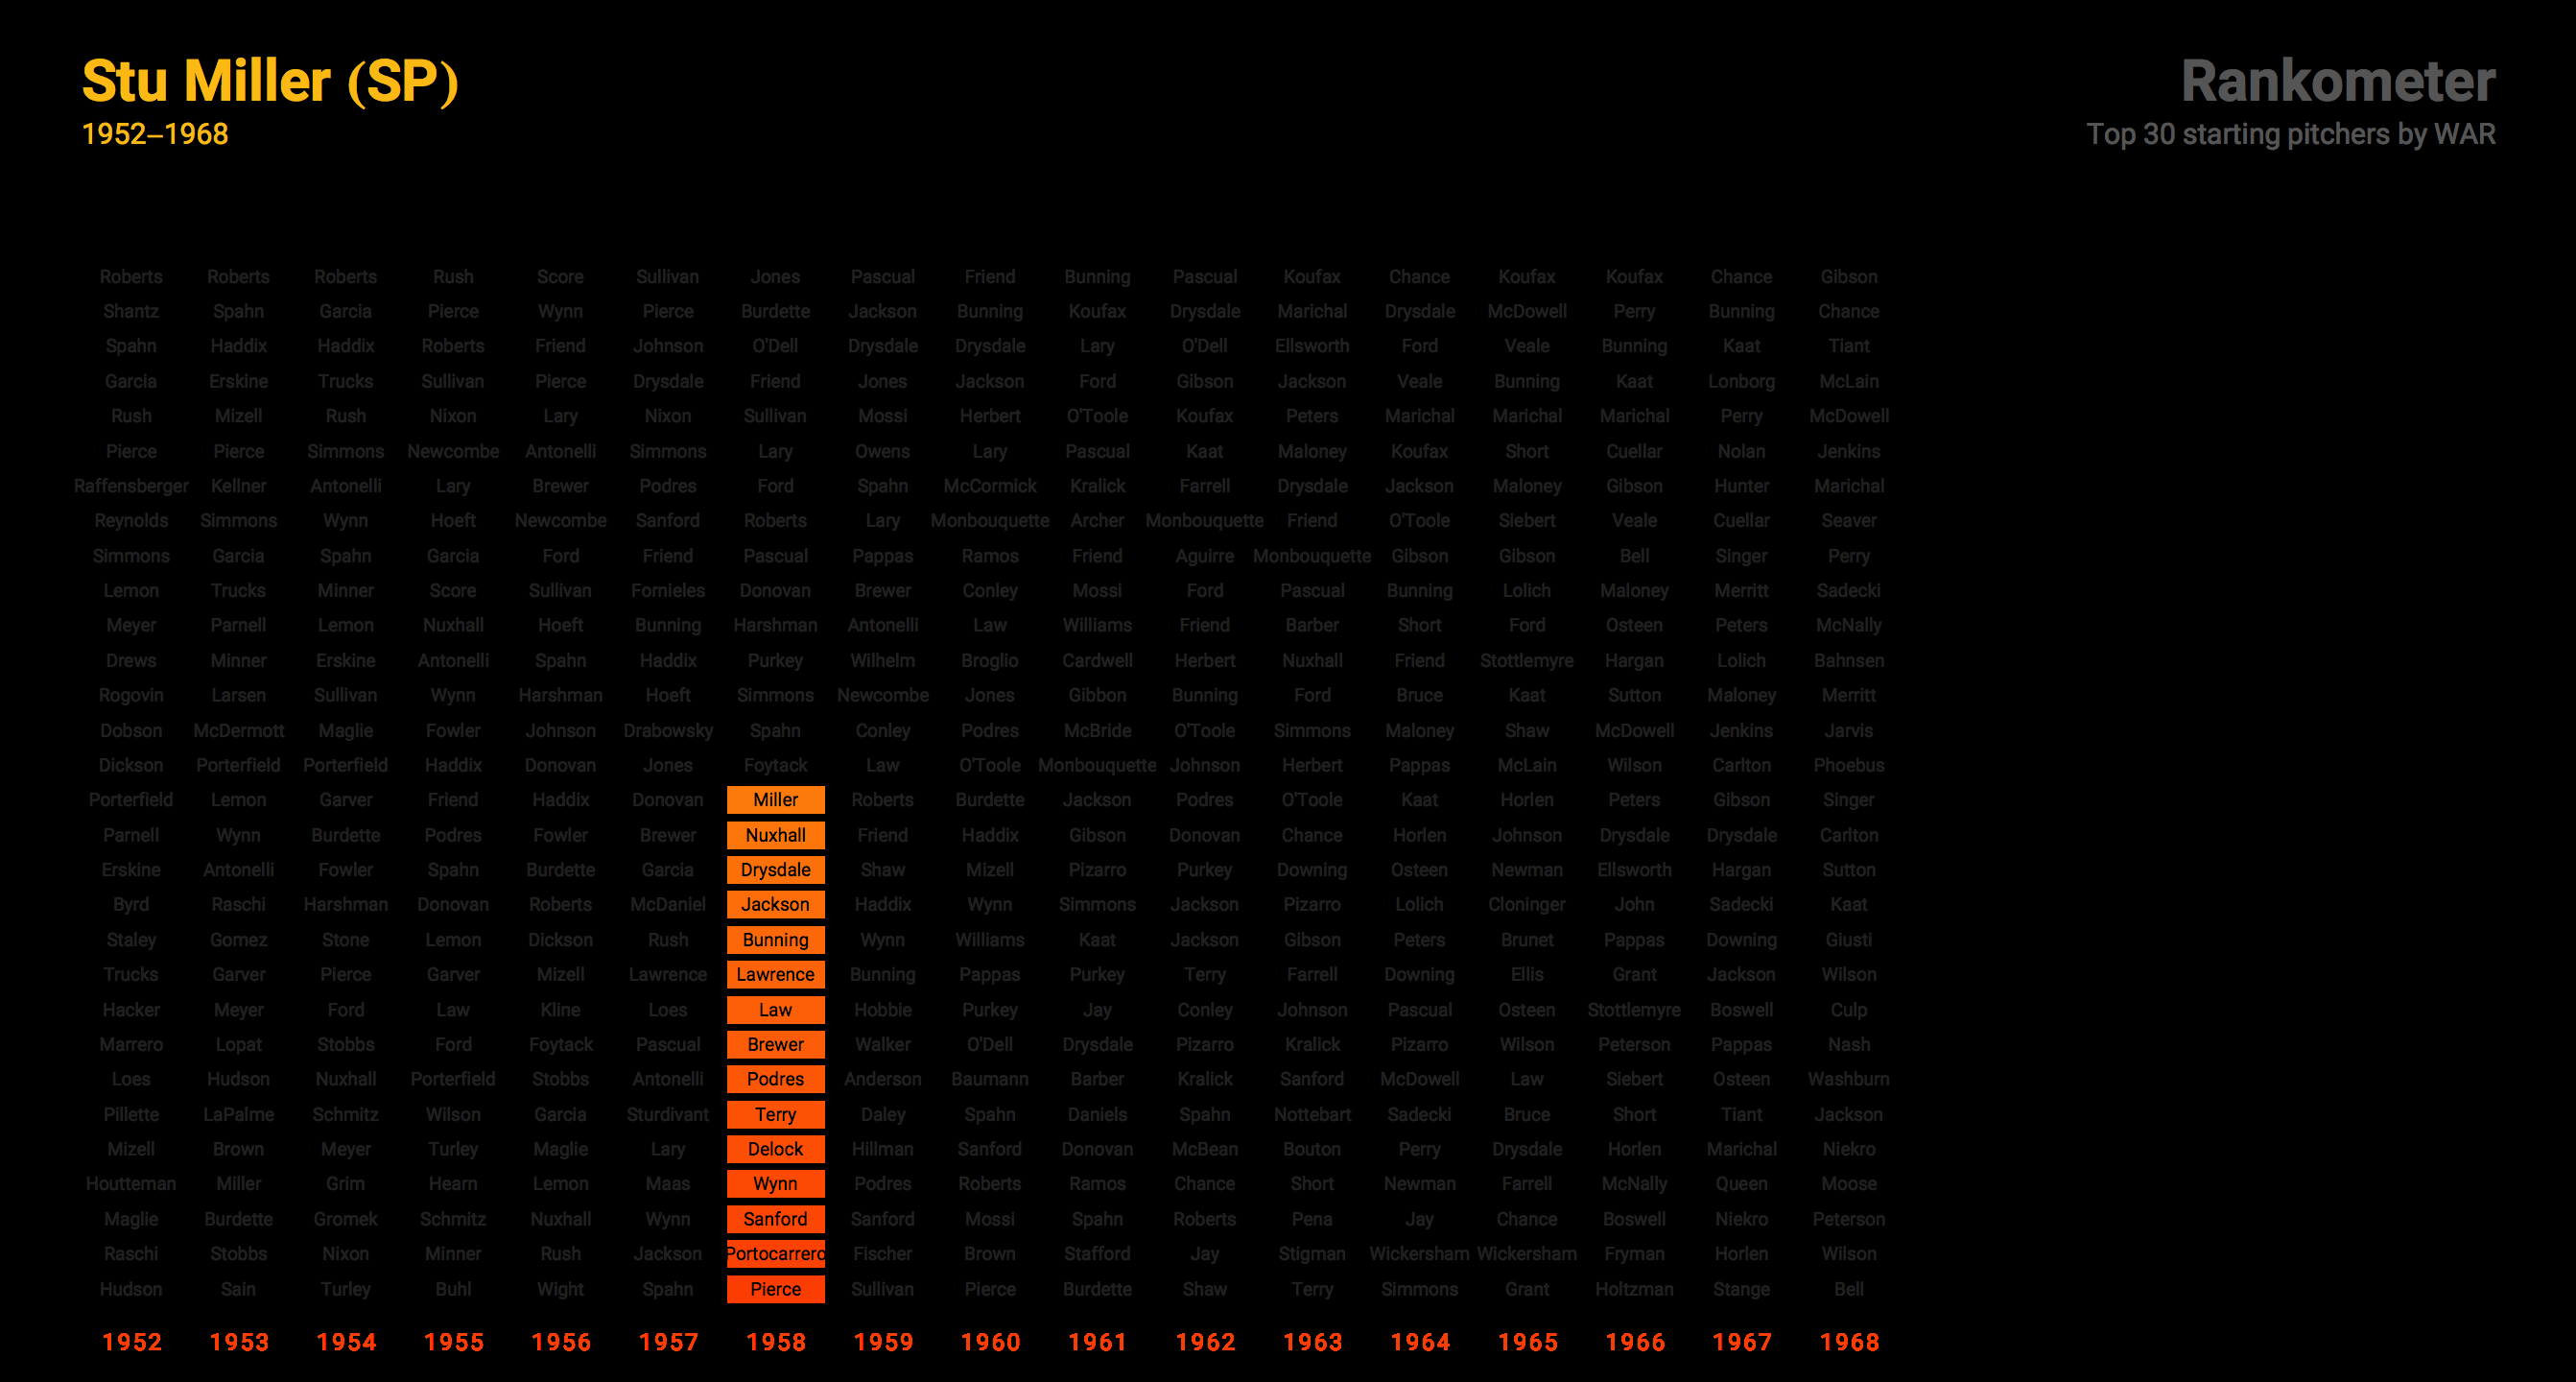 Stu Miller (SP)
1952–1968
Rankometer
Top 30 starting pitchers by WAR
Roberts Roberts Roberts Rush Score Sullivan Jones Pascual Friend Bunning Pascual Koufax Chance Koufax Koufax Chance Gibson
Shantz Spahn Garcia Pierce Wynn Pierce Burdette Jackson Bunning Koufax Drysdale Marichal Drysdale McDowell Perry Bunning Chance
Spahn Haddix Haddix Roberts Friend Johnson O'Dell Drysdale Drysdale Lary O'Dell Ellsworth Ford Veale Bunning Kaat Tiant
Garcia Erskine Trucks Sullivan Pierce Drysdale Friend Jones Jackson Ford Gibson Jackson Veale Bunning Kaat Lonborg McLain
Rush Mizell Rush Nixon Lary Nixon Sullivan Mossi Herbert O'Toole Koufax Peters Marichal Marichal Marichal Perry McDowell
Pierce Pierce Simmons Newcombe Antonelli Simmons Lary Owens Lary Pascual Kaat Maloney Koufax Short Cuellar Nolan Jenkins
Raffensberger Kellner Antonelli Lary Brewer Podres Ford Spahn McCormick Kralick Farrell Drysdale Jackson Maloney Gibson Hunter Marichal
Reynolds Simmons Wynn Hoeft Newcombe Sanford Roberts Lary Monbouquette Archer Monbouquette Friend O'Toole Siebert Veale Cuellar Seaver
Simmons Garcia Spahn Garcia Ford Friend Pascual Pappas Ramos Friend Aguirre Monbouquette Gibson Gibson Bell Singer Perry
Lemon Trucks Minner Score Sullivan Fornieles Donovan Brewer Conley Mossi Ford Pascual Bunning Lolich Maloney Merritt Sadecki
Meyer Parnell Lemon Nuxhall Hoeft Bunning Harshman Antonelli Law Williams Friend Barber Short Ford Osteen Peters McNally
Drews Minner Erskine Antonelli Spahn Haddix Purkey Wilhelm Broglio Cardwell Herbert Nuxhall Friend Stottlemyre Hargan Lolich Bahnsen
Rogovin Larsen Sullivan Wynn Harshman Hoeft Simmons Newcombe Jones Gibbon Bunning Ford Bruce Kaat Sutton Maloney Merritt
Dobson McDermott Maglie Fowler Johnson Drabowsky Spahn Conley Podres McBride O'Toole Simmons Maloney Shaw McDowell Jenkins Jarvis
Dickson Porterfield Porterfield Haddix Donovan Jones Foytack Law O'Toole Monbouquette Johnson Herbert Pappas McLain Wilson Carlton Phoebus
Porterfield Lemon Garver Friend Haddix Donovan Miller Roberts Burdette Jackson Podres O'Toole Kaat Horlen Peters Gibson Singer
Parnell Wynn Burdette Podres Fowler Brewer Nuxhall Friend Haddix Gibson Donovan Chance Horlen Johnson Drysdale Drysdale Carlton
Erskine Antonelli Fowler Spahn Burdette Garcia Drysdale Shaw Mizell Pizarro Purkey Downing Osteen Newman Ellsworth Hargan Sutton
Byrd Raschi Harshman Donovan Roberts McDaniel Jackson Haddix Wynn Simmons Jackson Pizarro Lolich Cloninger John Sadecki Kaat
Staley Gomez Stone Lemon Dickson Rush Bunning Wynn Williams Kaat Jackson Gibson Peters Brunet Pappas Downing Giusti
Trucks Garver Pierce Garver Mizell Lawrence Lawrence Bunning Pappas Purkey Terry Farrell Downing Ellis Grant Jackson Wilson
Hacker Meyer Ford Law Kline Loes Law Hobbie Purkey Jay Conley Johnson Pascual Osteen Stottlemyre Boswell Culp
Marrero Lopat Stobbs Ford Foytack Pascual Brewer Walker O'Dell Drysdale Pizarro Kralick Pizarro Wilson Peterson Pappas Nash
Loes Hudson Nuxhall Porterfield Stobbs Antonelli Podres Anderson Baumann Barber Kralick Sanford McDowell Law Siebert Osteen Washburn
Pillette LaPalme Schmitz Wilson Garcia Sturdivant Terry Daley Spahn Daniels Spahn Nottebart Sadecki Bruce Short Tiant Jackson
Mizell Brown Meyer Turley Maglie Lary Delock Hillman Sanford Donovan McBean Bouton Perry Drysdale Horlen Marichal Niekro
Houtteman Miller Grim Hearn Lemon Maas Wynn Podres Roberts Ramos Chance Short Newman Farrell McNally Queen Moose
Maglie Burdette Gromek Schmitz Nuxhall Wynn Sanford Sanford Mossi Spahn Roberts Pena Jay Chance Boswell Niekro Peterson
Raschi Stobbs Nixon Minner Rush Jackson Portocarrero Fischer Brown Stafford Jay Stigman Wickersham Wickersham Fryman Horlen Wilson
Hudson Sain Turley Buhl Wight Spahn Pierce Sullivan Pierce Burdette Shaw Terry Simmons Grant Holtzman Stange Bell
1952 1953 1954 1955 1956 1957 1958 1959 1960 1961 1962 1963 1964 1965 1966 1967 1968